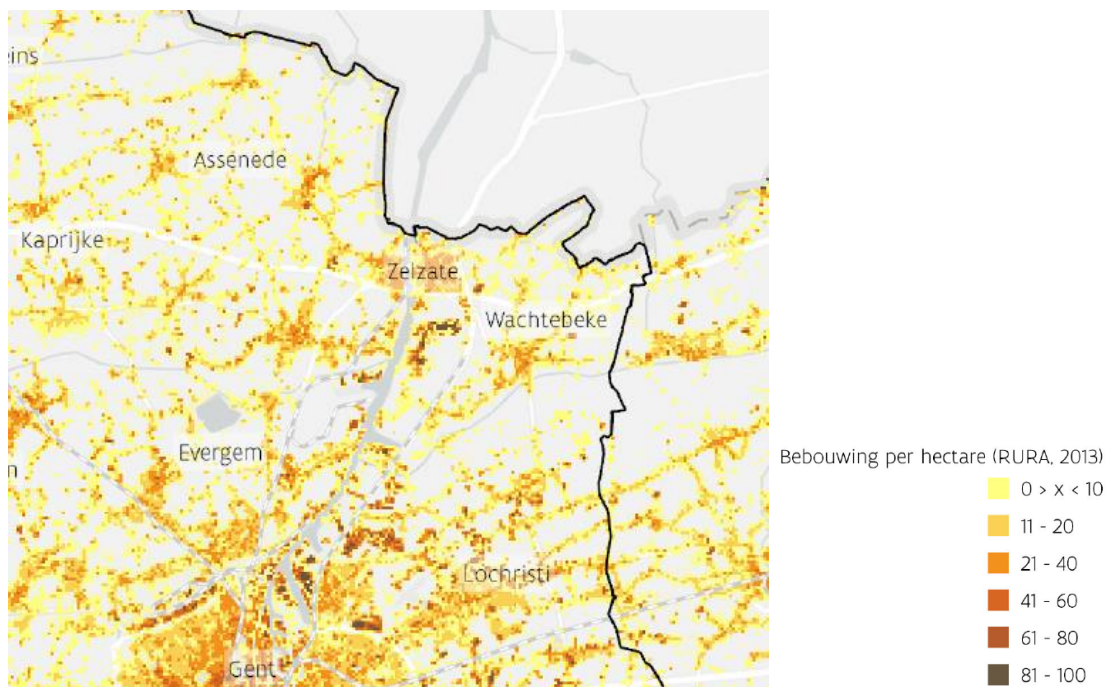 eins
Assenede
Kaprijke
Zelzate
Wachtebeke
Evergem
Lochristi
Gent
Bebouwing per hectare (RURA, 2013)
0 > x < 10
11 - 20
21 - 40
41 - 60
61 - 80
81 - 100